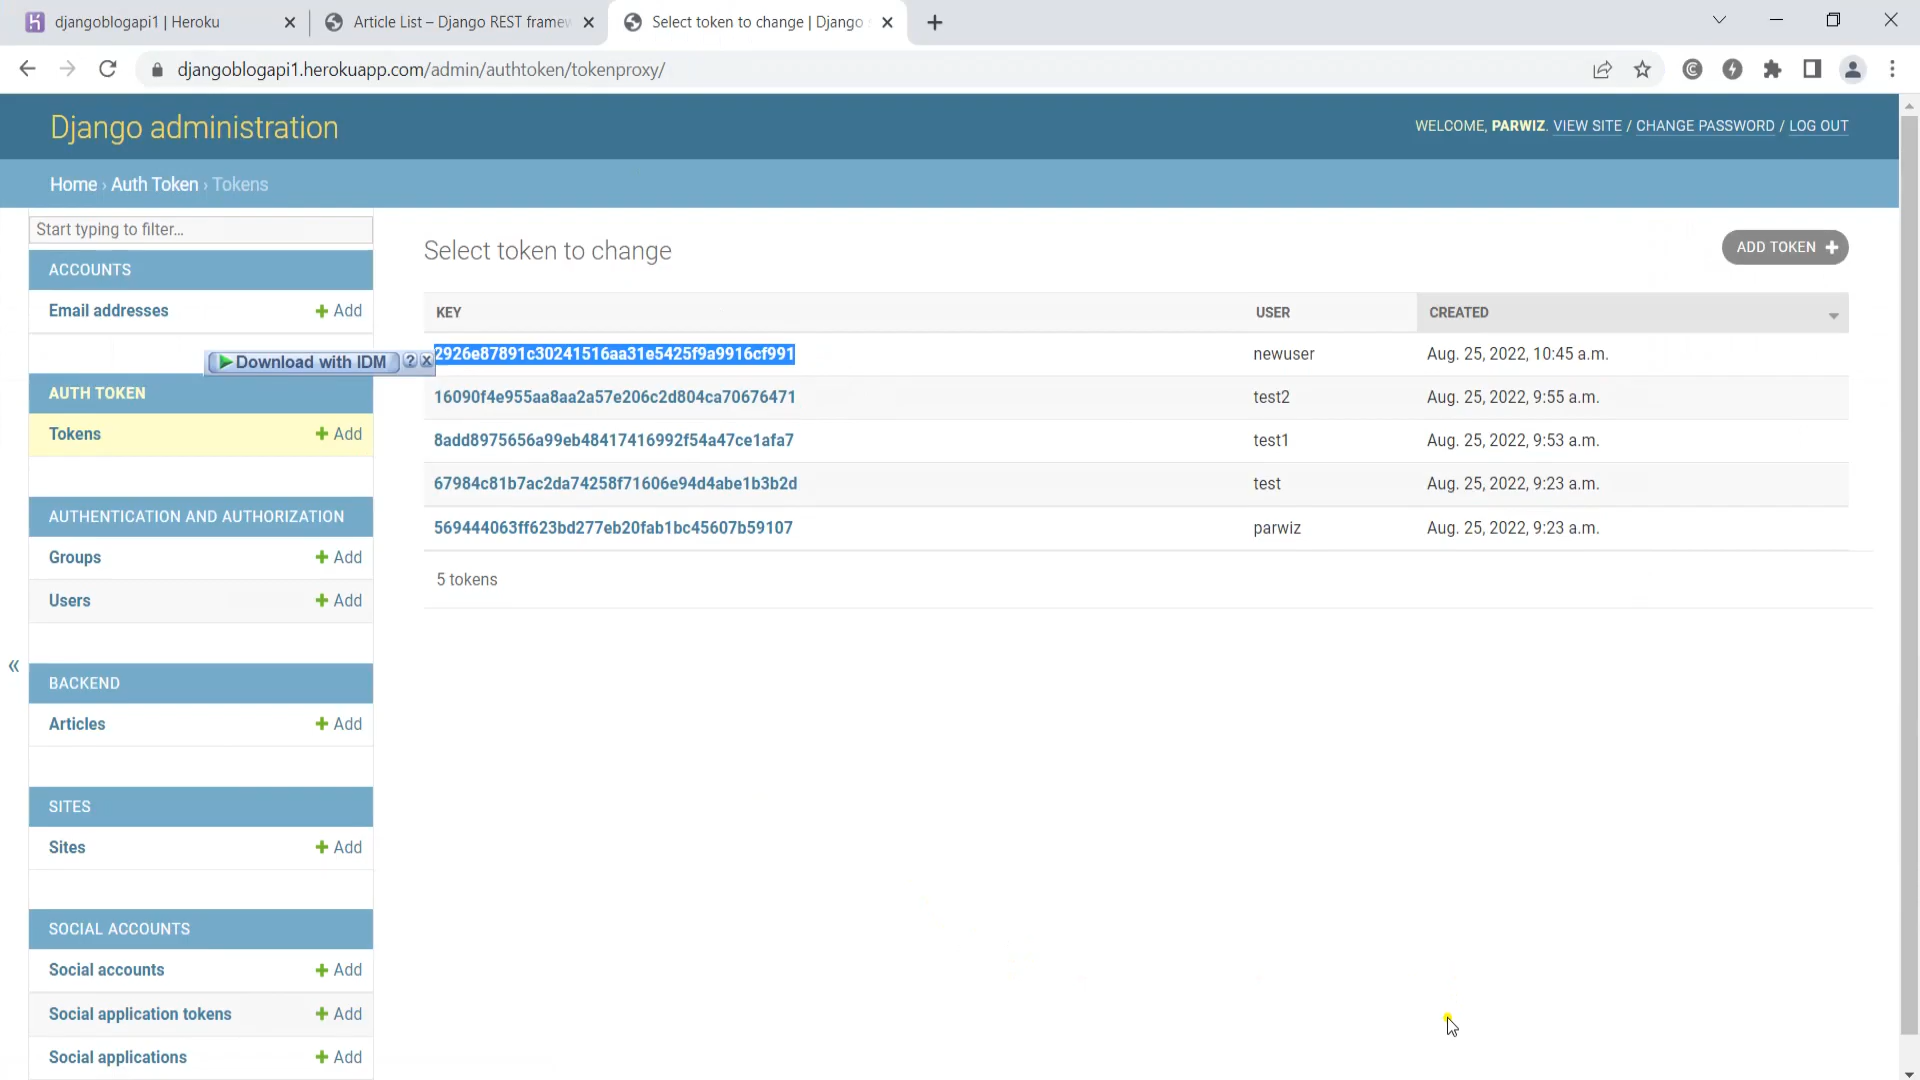 djangoblogapi1 | Heroku
Article List – Django REST framew
Select token to change | Django s
djangoblogapi1.herokuapp.com/admin/authtoken/tokenproxy/
Django administration
WELCOME, PARWIZ. VIEW SITE / CHANGE PASSWORD / LOG OUT
Home › Auth Token › Tokens
Start typing to filter...
ACCOUNTS
Email addresses + Add
Download with IDM ? x
AUTH TOKEN
Tokens + Add
AUTHENTICATION AND AUTHORIZATION
Groups + Add
Users + Add
«
BACKEND
Articles + Add
SITES
Sites + Add
SOCIAL ACCOUNTS
Social accounts + Add
Social application tokens + Add
Social applications + Add
Select token to change
ADD TOKEN +
KEY USER CREATED
2926e87891c30241516aa31e5425f9a9916cf991 newuser Aug. 25, 2022, 10:45 a.m.
16090f4e955aa8aa2a57e206c2d804ca70676471 test2 Aug. 25, 2022, 9:55 a.m.
8add8975656a99eb48417416992f54a47ce1afa7 test1 Aug. 25, 2022, 9:53 a.m.
67984c81b7ac2da74258f71606e94d4abe1b3b2d test Aug. 25, 2022, 9:23 a.m.
569444063ff623bd277eb20fab1bc45607b59107 parwiz Aug. 25, 2022, 9:23 a.m.
5 tokens